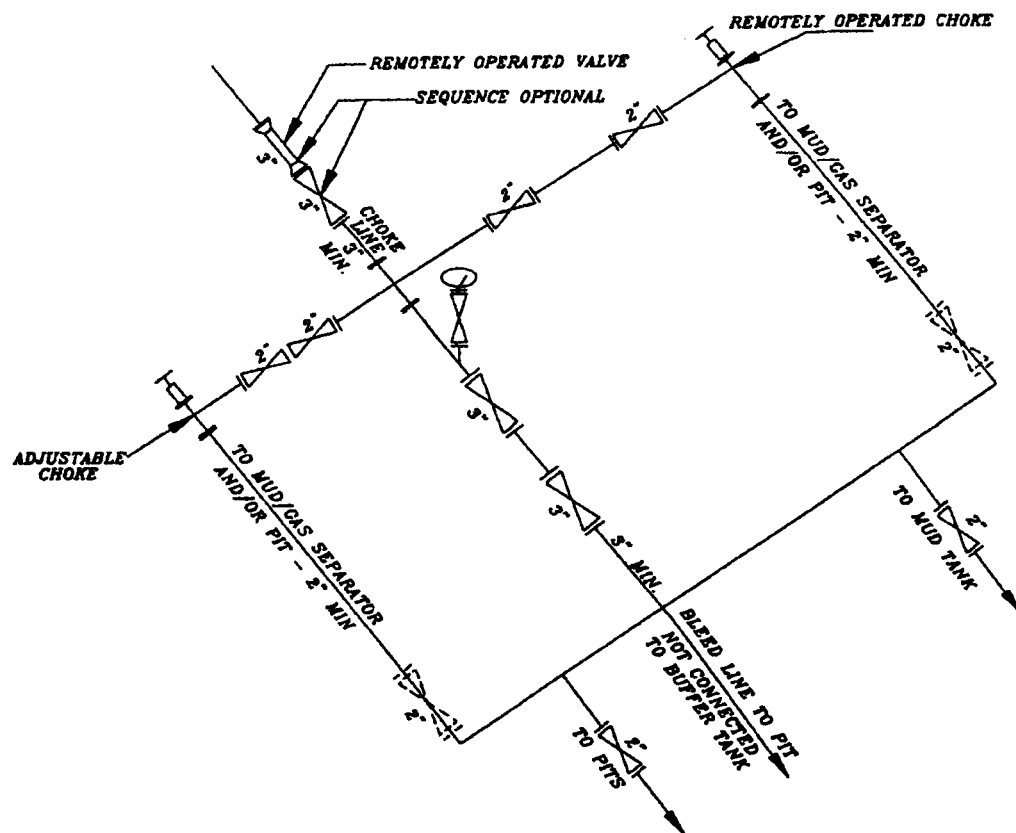 REMOTELY OPERATED CHOKE
REMOTELY OPERATED VALVE
SEQUENCE OPTIONAL
3"
3"
CHOKE
LINE
3"
MIN.
2"
2"
2"
2"
TO MUD/GAS SEPARATOR
AND/OR PIT - 2" MIN
2"
ADJUSTABLE
CHOKE
TO MUD/GAS SEPARATOR
AND/OR PIT - 2" MIN
2"
3"
3"
3" MIN.
BLEED LINE TO PIT
NOT CONNECTED
TO BUFFER TANK
2"
TO MUD TANK
2"
TO PITS